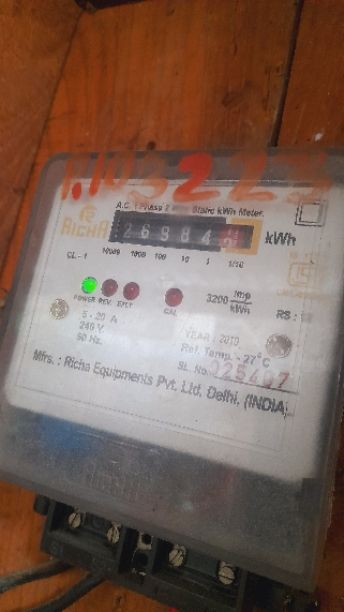 1.103223
A.C. 1 Phase 2 Static kWh Meter.
RICHA 26984 kWh
CL - 1 10000 1000 100 10 1 1/10
POWER REV. E/LT CAL 3200 imp/kWh RS :
5 - 20 A
240 V YEAR : 2010
50 Hz. Ref. Temp. - 27°C
SL. No. 025467
Mfrs. : Richa Equipments Pvt. Ltd. Delhi. (INDIA)